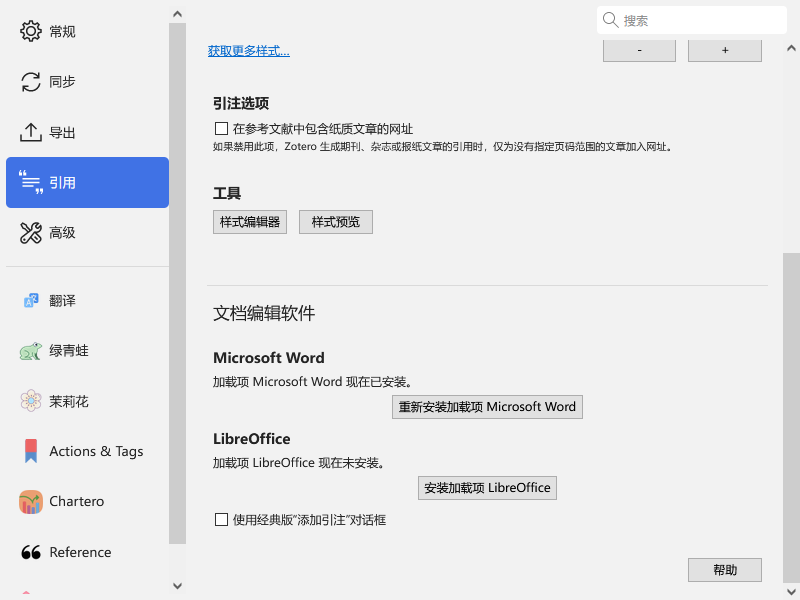 常规
同步
导出
引用
高级
翻译
绿青蛙
茉莉花
Actions & Tags
Chartero
Reference
搜索
获取更多样式...
-
+
引注选项
在参考文献中包含纸质文章的网址
如果禁用此项，Zotero 生成期刊、杂志或报纸文章的引用时，仅为没有指定页码范围的文章加入网址。
工具
样式编辑器
样式预览
文档编辑软件
Microsoft Word
加载项 Microsoft Word 现在已安装。
重新安装加载项 Microsoft Word
LibreOffice
加载项 LibreOffice 现在未安装。
安装加载项 LibreOffice
使用经典版“添加引注”对话框
帮助